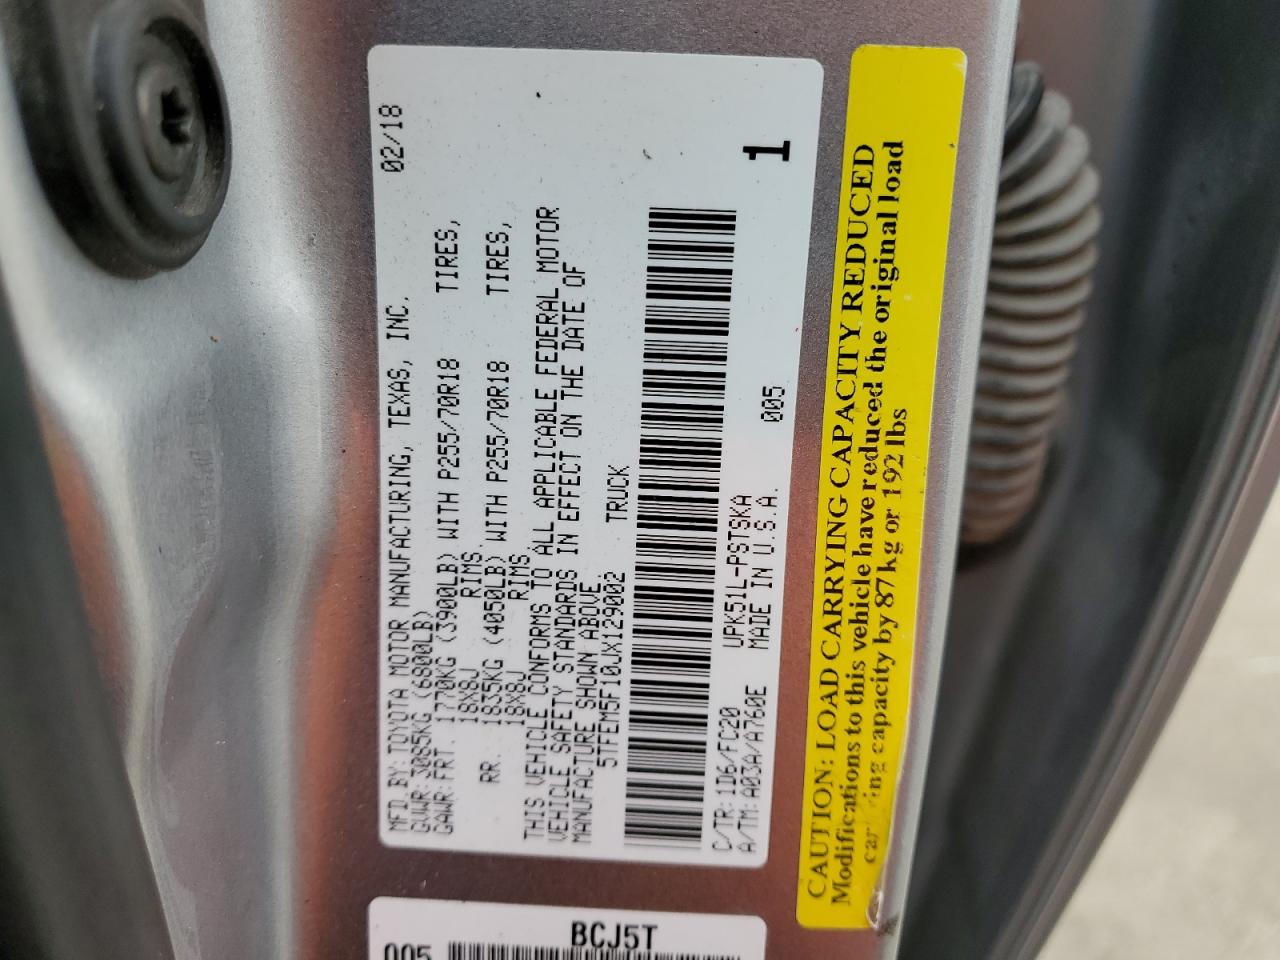 MFD. BY: TOYOTA MOTOR MANUFACTURING, TEXAS, INC. 02/18
GVWR: 3085KG (6800LB)
GAWR: FRT. 1770KG (3900LB) WITH P255/70R18 TIRES,
18X8J RIMS,
RR. 1835KG (4050LB) WITH P255/70R18 TIRES,
18X8J RIMS,
THIS VEHICLE CONFORMS TO ALL APPLICABLE FEDERAL MOTOR
VEHICLE SAFETY STANDARDS IN EFFECT ON THE DATE OF
MANUFACTURE SHOWN ABOVE.
5TFEM5F10JX129002 TRUCK
C/TR: 1D6/FC20 UPK51L-PSTSKA
A/TM: A03A/A760E MADE IN U.S.A. 005 1
CAUTION: LOAD CARRYING CAPACITY REDUCED
Modifications to this vehicle have reduced the original load
carrying capacity by 87 kg or 192 lbs
BCJ5T
005